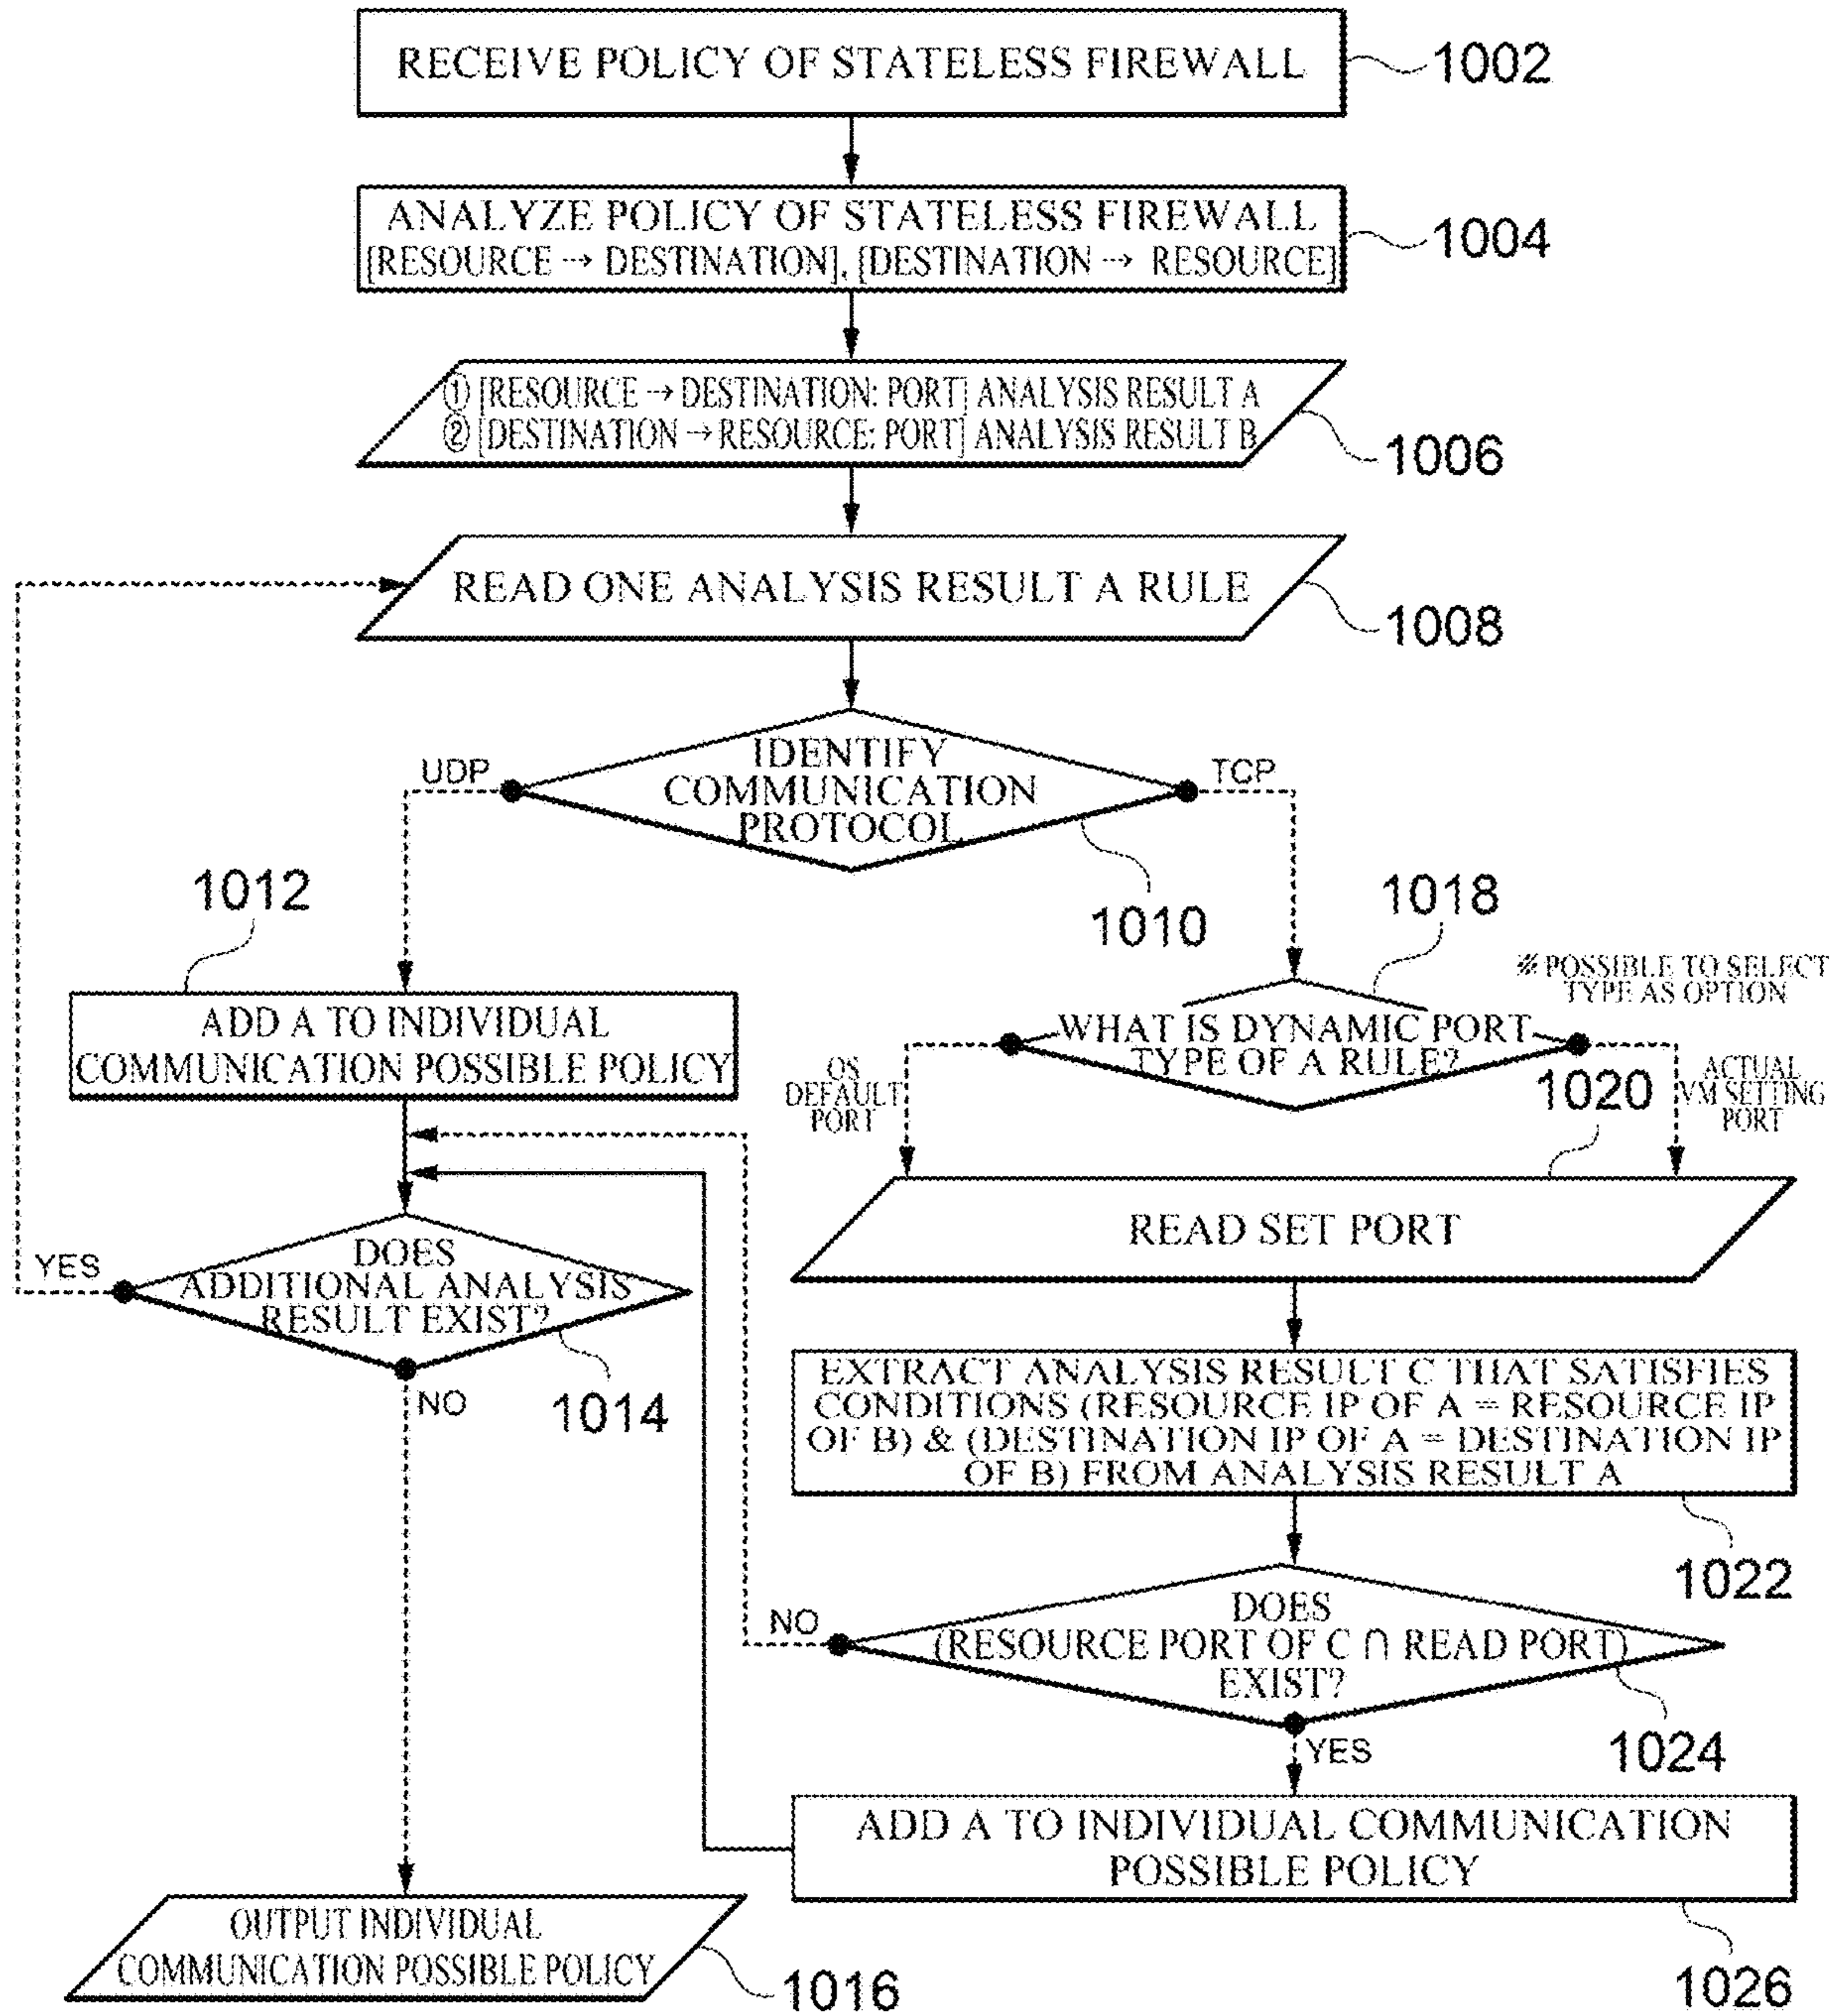 RECEIVE POLICY OF STATELESS FIREWALL
1002
ANALYZE POLICY OF STATELESS FIREWALL
[RESOURCE → DESTINATION], [DESTINATION → RESOURCE]
1004
① [RESOURCE → DESTINATION: PORT] ANALYSIS RESULT A
② [DESTINATION → RESOURCE: PORT] ANALYSIS RESULT B
1006
READ ONE ANALYSIS RESULT A RULE
1008
IDENTIFY
COMMUNICATION
PROTOCOL
1010
UDP
TCP
1012
ADD A TO INDIVIDUAL
COMMUNICATION POSSIBLE POLICY
1018
※ POSSIBLE TO SELECT
TYPE AS OPTION
WHAT IS DYNAMIC PORT
TYPE OF A RULE?
OS
DEFAULT
PORT
1020
ACTUAL
VM SETTING
PORT
READ SET PORT
DOES
ADDITIONAL ANALYSIS
RESULT EXIST?
YES
NO
1014
EXTRACT ANALYSIS RESULT C THAT SATISFIES
CONDITIONS (RESOURCE IP OF A = RESOURCE IP
OF B) & (DESTINATION IP OF A = DESTINATION IP
OF B) FROM ANALYSIS RESULT A
1022
DOES
(RESOURCE PORT OF C ∩ READ PORT)
EXIST?
NO
YES
1024
ADD A TO INDIVIDUAL COMMUNICATION
POSSIBLE POLICY
1026
OUTPUT INDIVIDUAL
COMMUNICATION POSSIBLE POLICY
1016